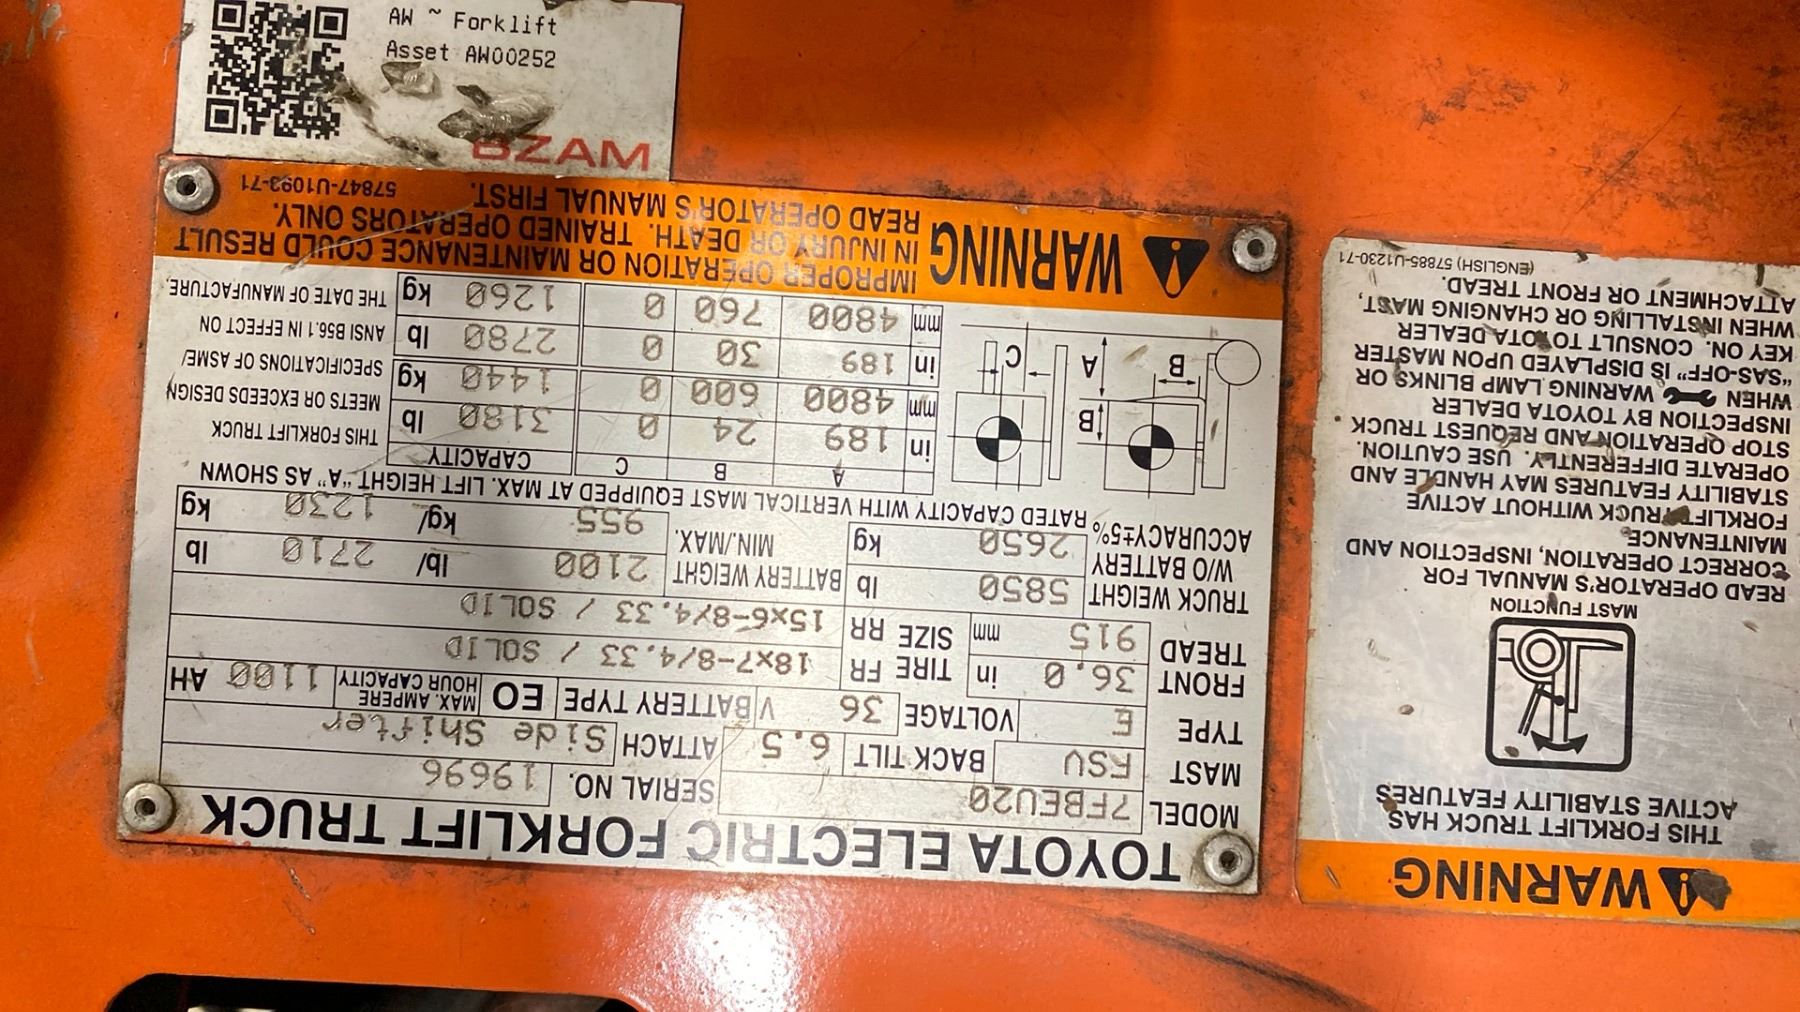 AW ~ Forklift
Asset AW00252
BZAM
TOYOTA ELECTRIC FORKLIFT TRUCK
MODEL 7FBEU20 SERIAL NO. 19696
MAST FSV BACK TILT 6.5 ATTACH Side Shifter
TYPE E VOLTAGE 36 V BATTERY TYPE EO MAX. AMPERE HOUR CAPACITY 1100 AH
FRONT TREAD 36.0 in TIRE SIZE FR 18x7-8/4.33 / SOLID
915 mm RR 15x6-8/4.33 / SOLID
TRUCK WEIGHT W/O BATTERY 5850 lb BATTERY WEIGHT MIN./MAX. 2100 lb/ 2710 lb
ACCURACY±5% 2650 kg 955 kg/ 1230 kg
RATED CAPACITY WITH VERTICAL MAST EQUIPPED AT MAX. LIFT HEIGHT "A" AS SHOWN
A B C CAPACITY
in 189 24 0 3180 lb
mm 4800 600 0 1440 kg
in 189 30 0 2780 lb
mm 4800 760 0 1260 kg
B
B
A
C
THIS FORKLIFT TRUCK
MEETS OR EXCEEDS DESIGN
SPECIFICATIONS OF ASME/
ANSI B56.1 IN EFFECT ON
THE DATE OF MANUFACTURE.
WARNING
IMPROPER OPERATION OR MAINTENANCE COULD RESULT
IN INJURY OR DEATH. TRAINED OPERATORS ONLY.
READ OPERATOR'S MANUAL FIRST.
57847-U1093-71
WARNING
THIS FORKLIFT TRUCK HAS
ACTIVE STABILITY FEATURES
MAST FUNCTION
READ OPERATOR'S MANUAL FOR
CORRECT OPERATION, INSPECTION AND
MAINTENANCE
FORKLIFT TRUCK WITHOUT ACTIVE
STABILITY FEATURES MAY HANDLE AND
OPERATE DIFFERENTLY. USE CAUTION.
STOP OPERATION AND REQUEST TRUCK
INSPECTION BY TOYOTA DEALER
WHEN WARNING LAMP BLINKS OR
"SAS-OFF" IS DISPLAYED UPON MASTER
KEY ON. CONSULT TOYOTA DEALER
WHEN INSTALLING OR CHANGING MAST,
ATTACHMENT OR FRONT TREAD.
(ENGLISH) 57885-U1230-71